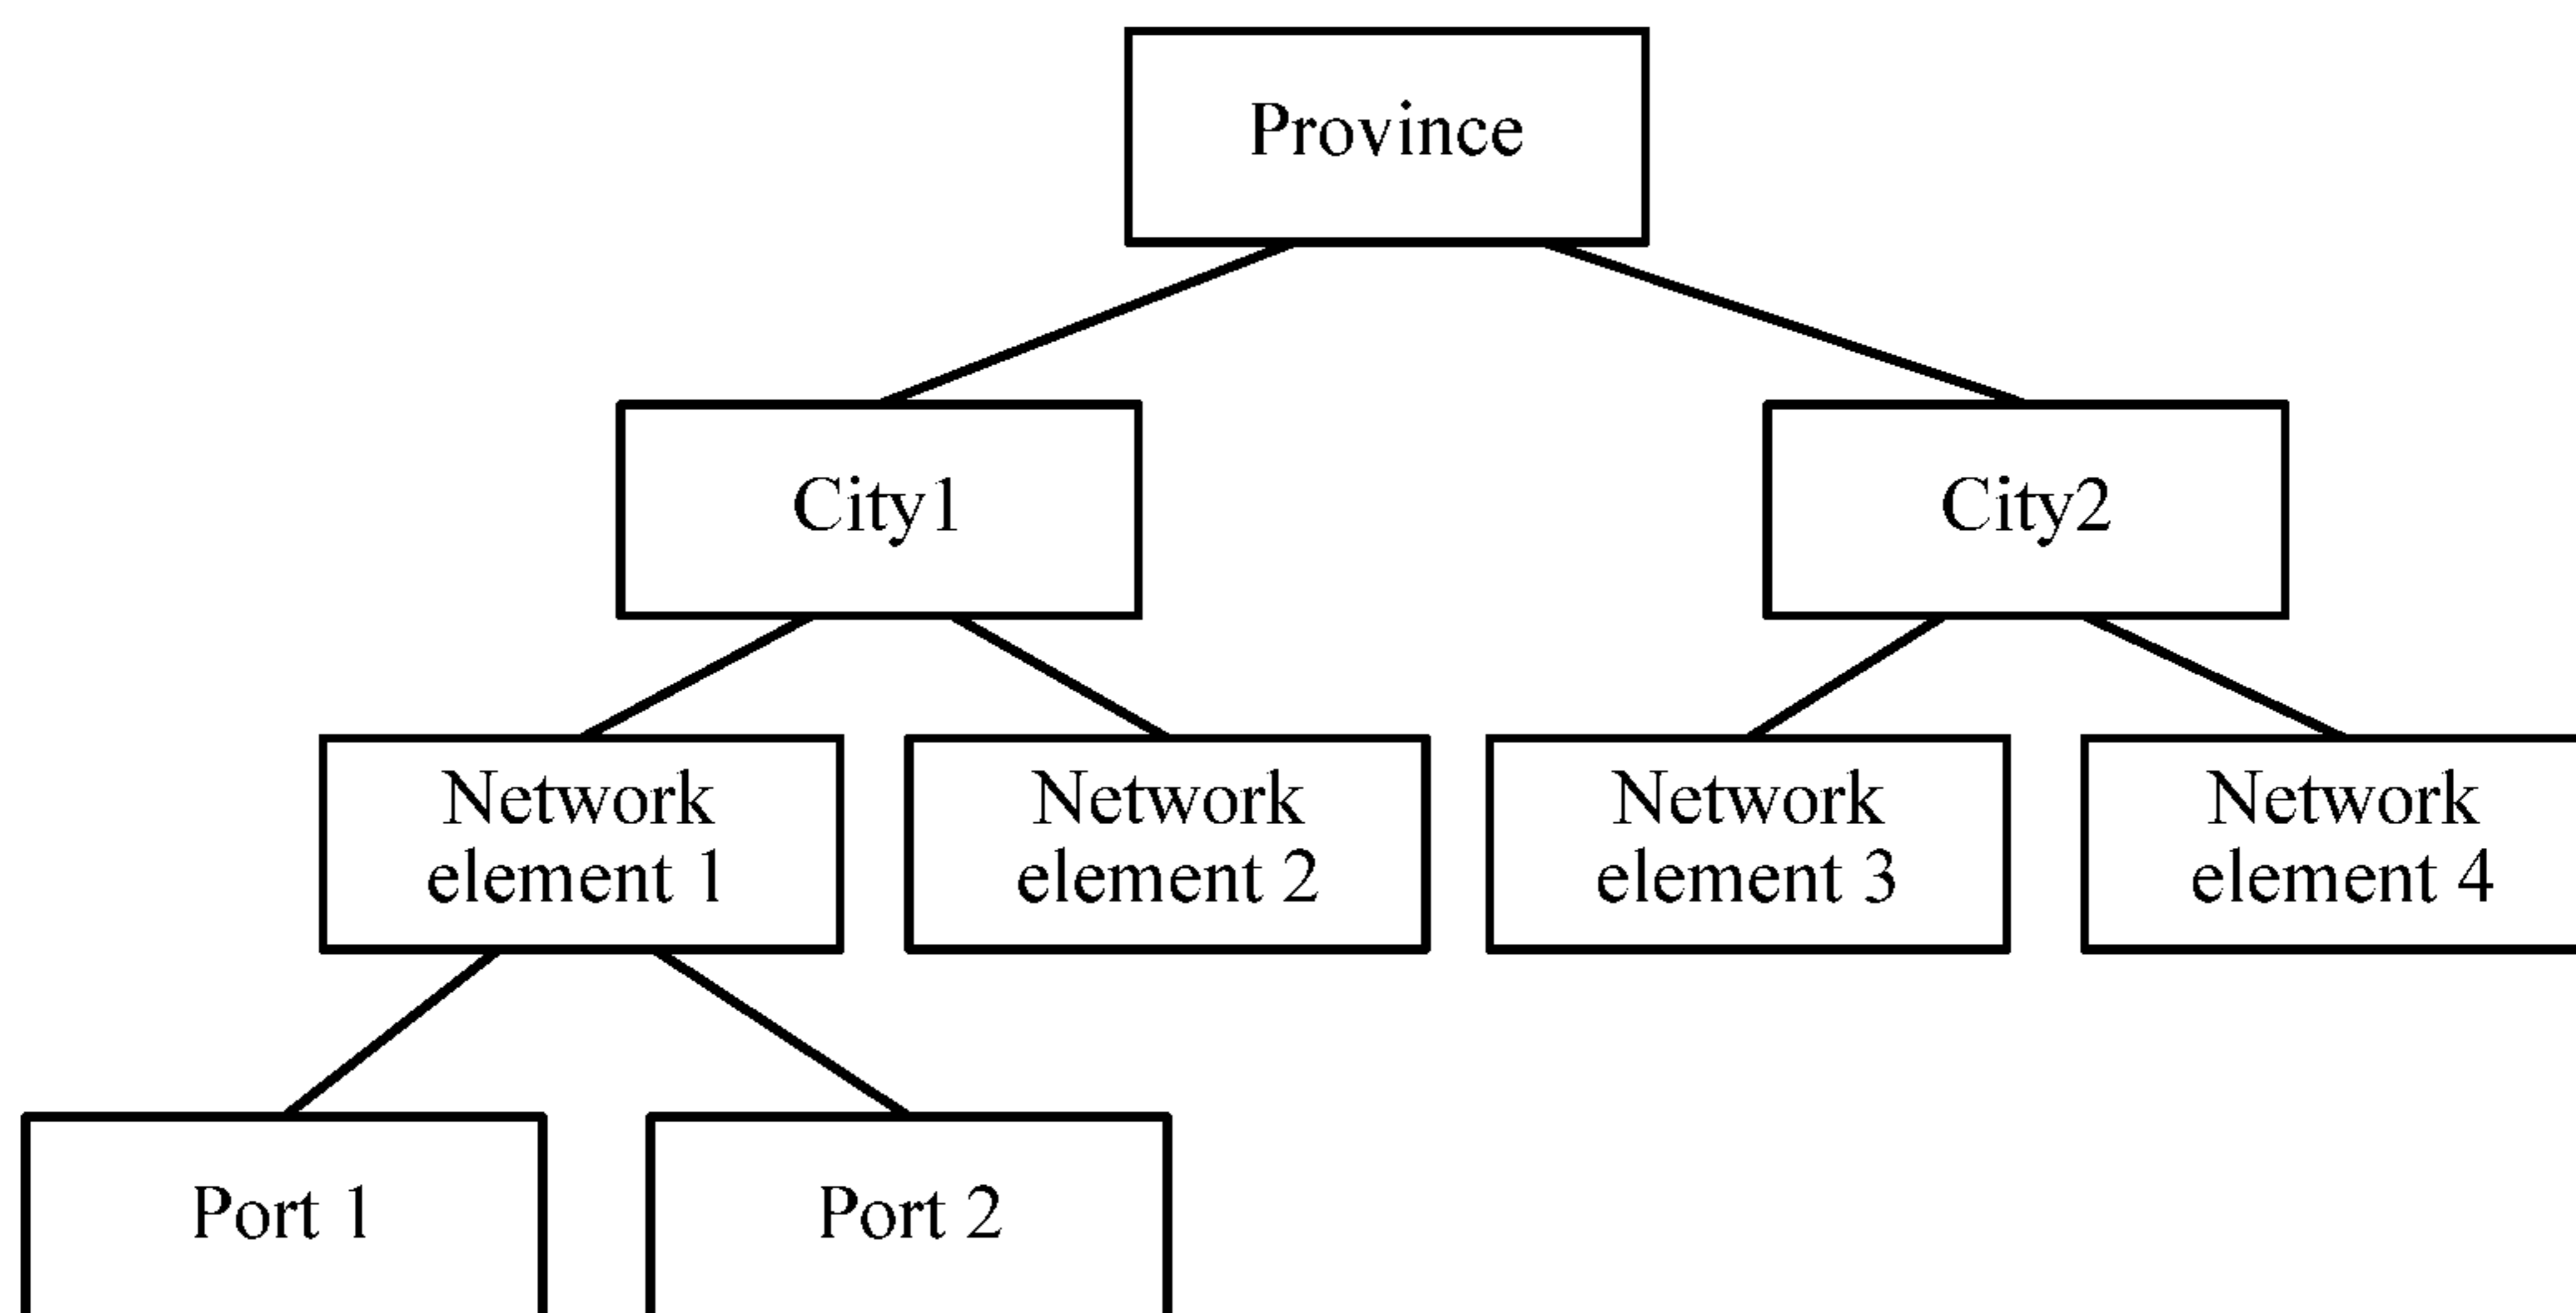 Province
City1
City2
Network
element 1
Network
element 2
Network
element 3
Network
element 4
Port 1
Port 2